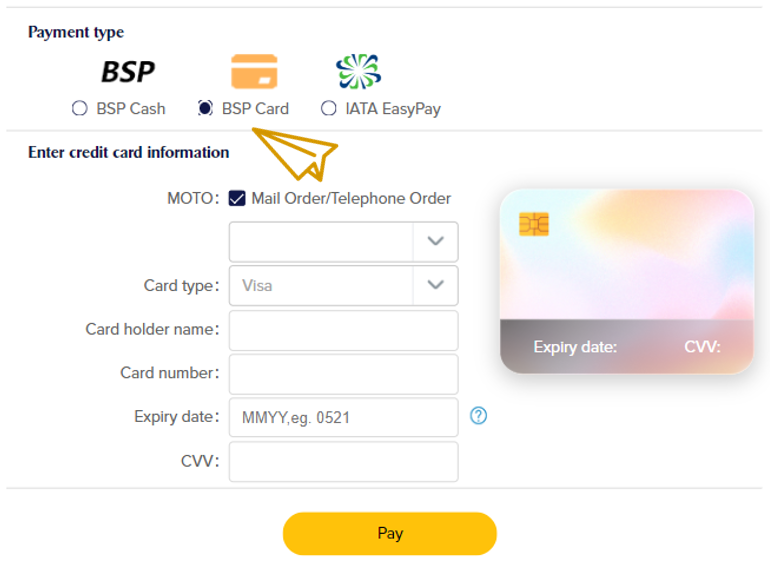 Payment type
BSP
BSP Cash BSP Card IATA EasyPay
Enter credit card information
MOTO: Mail Order/Telephone Order
Card type: Visa
Card holder name:
Card number:
Expiry date: MMYY,eg. 0521 ?
CVV:
Expiry date: CVV:
Pay